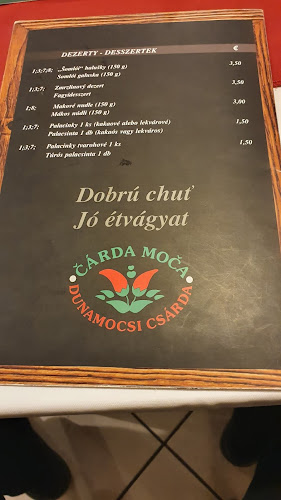 DEZERTY - DESSZERTEK €
1;3;7;8; „Šomlói“ halušky (150 g) 3,50
Somlói galuska (150 g)
1;3;7; Zmrzlinový dezert 3,50
Fagyidesszert
1;8; Makové nudle (150 g) 3,00
Mákos nudli (150 g)
1;3;7; Palacinky 1 ks (kakaové alebo lekvárové) 1,50
Palacsinta 1 db (kakaós vagy lekváros)
1;3;7; Palacinky tvarohové 1 ks 1,50
Túrós palacsinta 1 db
Dobrú chuť
Jó étvágyat
ČÁRDA MOČA
DUNAMOCSI CSÁRDA